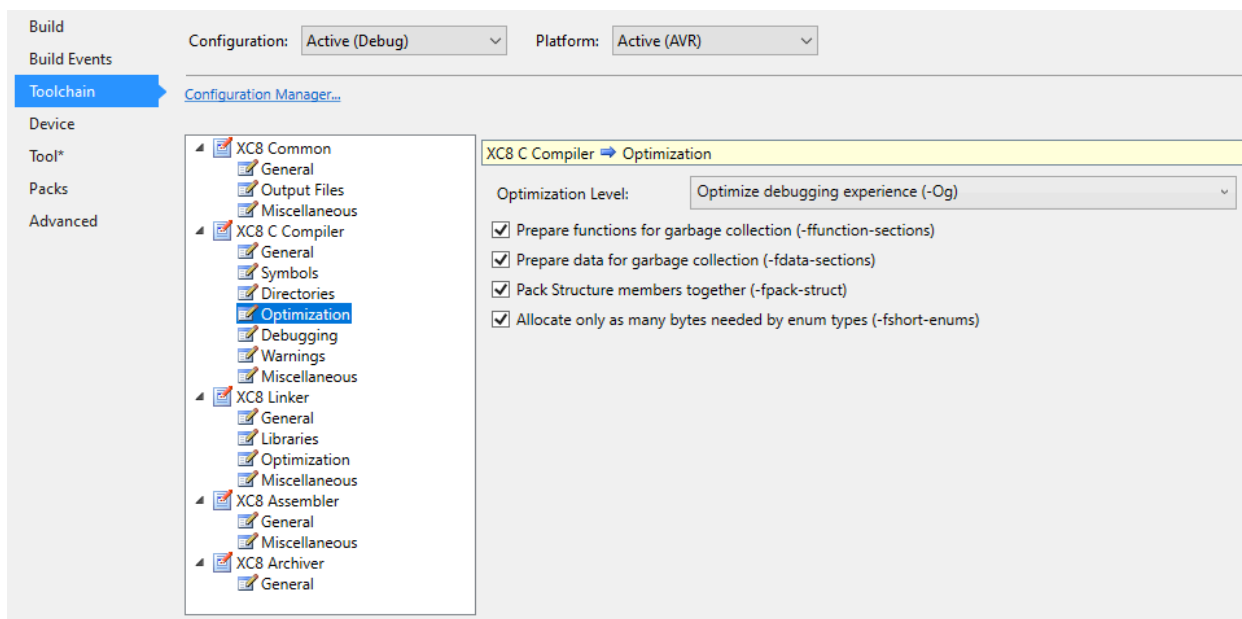 Build
Build Events
Toolchain
Device
Tool*
Packs
Advanced
Configuration: Active (Debug) Platform: Active (AVR)
Configuration Manager...
XC8 Common
General
Output Files
Miscellaneous
XC8 C Compiler
General
Symbols
Directories
Optimization
Debugging
Warnings
Miscellaneous
XC8 Linker
General
Libraries
Optimization
Miscellaneous
XC8 Assembler
General
Miscellaneous
XC8 Archiver
General
XC8 C Compiler ➡ Optimization
Optimization Level: Optimize debugging experience (-Og)
Prepare functions for garbage collection (-ffunction-sections)
Prepare data for garbage collection (-fdata-sections)
Pack Structure members together (-fpack-struct)
Allocate only as many bytes needed by enum types (-fshort-enums)